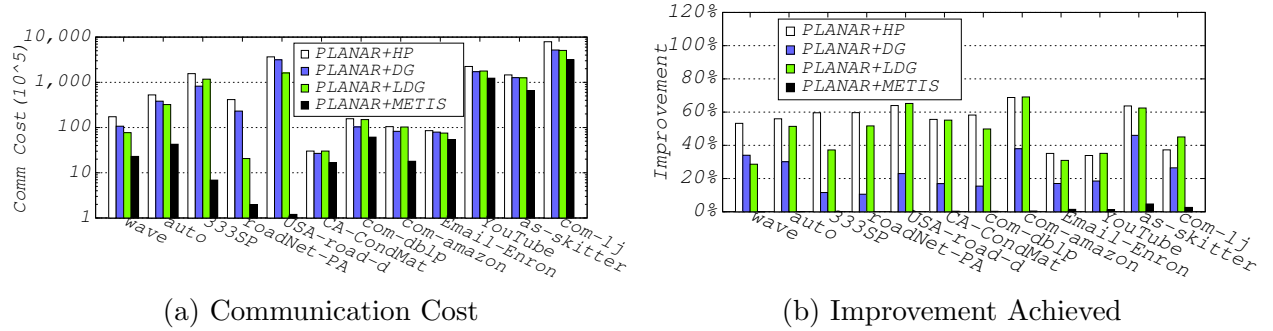 10,000
1,000
100
10
1
Comm Cost(10^5)
PLANAR+HP
PLANAR+DG
PLANAR+LDG
PLANAR+METIS
wave
auto
333SP
roadNet-PA
USA-road-d
CA-CondMat
Com-dblp
Com-amazon
Email-Enron
YouTube
as-skitter
Com-lj
(a) Communication Cost
120%
100%
80%
60%
40%
20%
0%
Improvement
PLANAR+HP
PLANAR+DG
PLANAR+LDG
PLANAR+METIS
wave
auto
333SP
roadNet-PA
USA-road-d
CA-CondMat
Com-dblp
Com-amazon
Email-Enron
YouTube
as-skitter
Com-lj
(b) Improvement Achieved